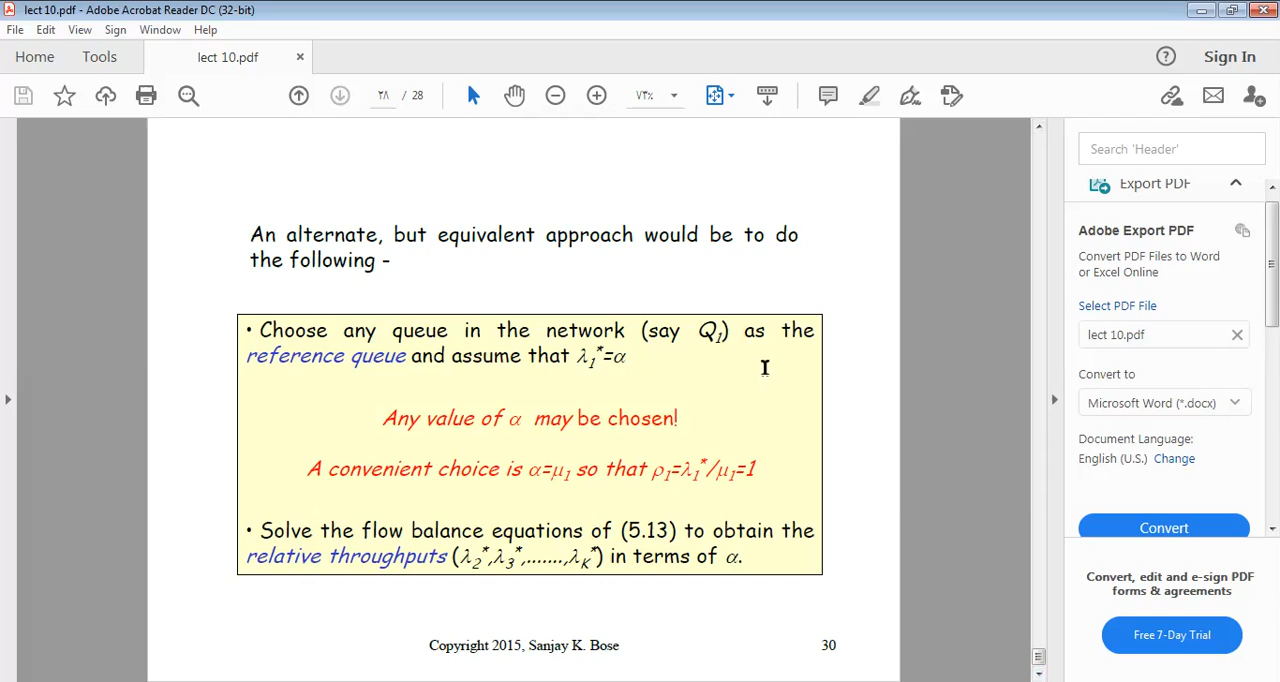 lect 10.pdf - Adobe Acrobat Reader DC (32-bit)
File Edit View Sign Window Help
Home Tools lect 10.pdf × Sign In
٢٨ / 28 ٧٣%
An alternate, but equivalent approach would be to do
the following -
• Choose any queue in the network (say Q₁) as the
reference queue and assume that λ₁*=α
Any value of α may be chosen!
A convenient choice is α=μ₁ so that ρ₁=λ₁*/μ₁=1
• Solve the flow balance equations of (5.13) to obtain the
relative throughputs (λ₂*,λ₃*,.......,λ_K*) in terms of α.
Copyright 2015, Sanjay K. Bose 30
Search 'Header'
Export PDF
Adobe Export PDF
Convert PDF Files to Word
or Excel Online
Select PDF File
lect 10.pdf
Convert to
Microsoft Word (*.docx)
Document Language:
English (U.S.) Change
Convert
Convert, edit and e-sign PDF
forms & agreements
Free 7-Day Trial